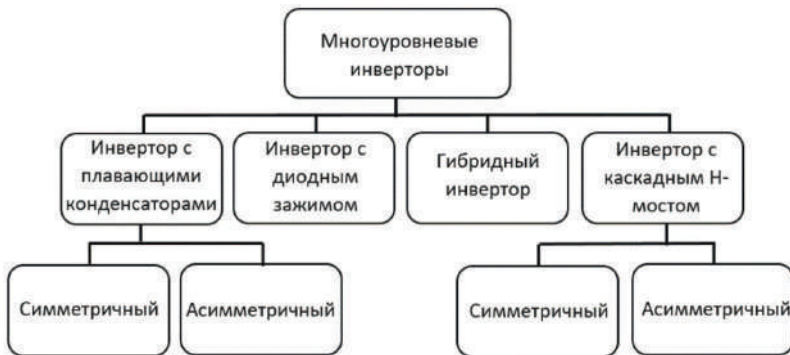 Многоуровневые
инверторы
Инвертор с
плавающими
конденсаторами
Инвертор с
диодным
зажимом
Гибридный
инвертор
Инвертор с
каскадным Н-
мостом
Симметричный
Асимметричный
Симметричный
Асимметричный